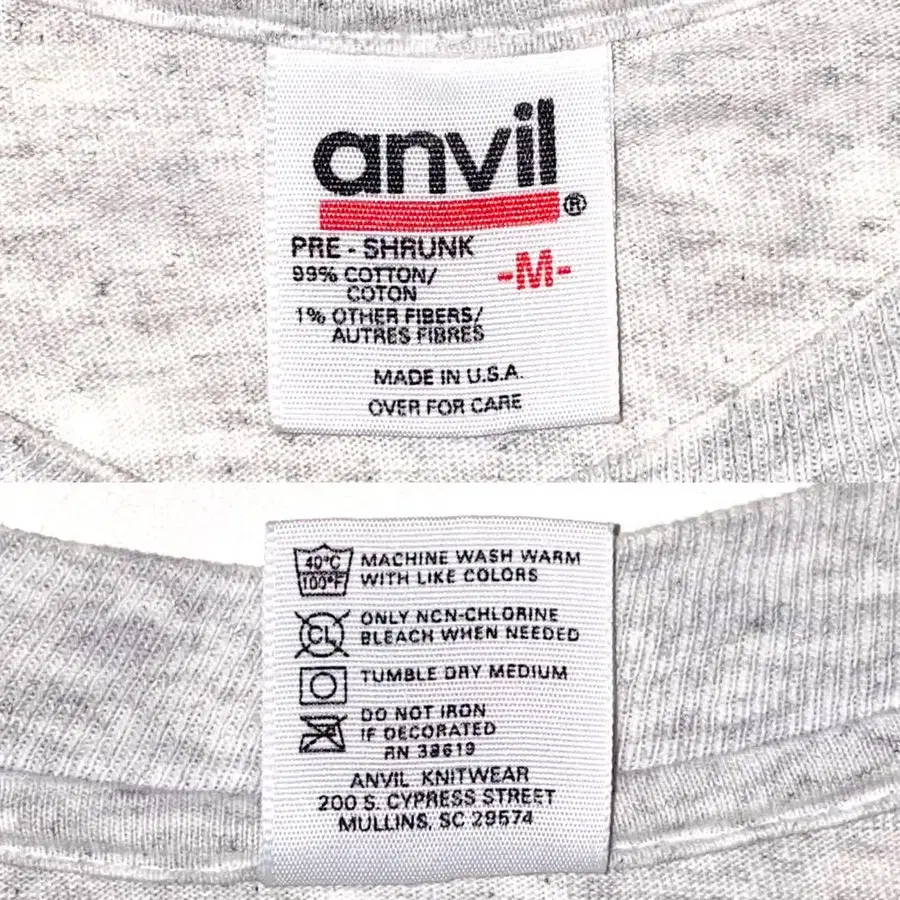 anvil®
PRE - SHRUNK
-M-
99% COTTON/
COTON
1% OTHER FIBERS/
AUTRES FIBRES
MADE IN U.S.A.
OVER FOR CARE
40°C
100°F
MACHINE WASH WARM
WITH LIKE COLORS
CL
ONLY NON-CHLORINE
BLEACH WHEN NEEDED
TUMBLE DRY MEDIUM
DO NOT IRON
IF DECORATED
RN 38619
ANVIL KNITWEAR
200 S. CYPRESS STREET
MULLINS, SC 29574